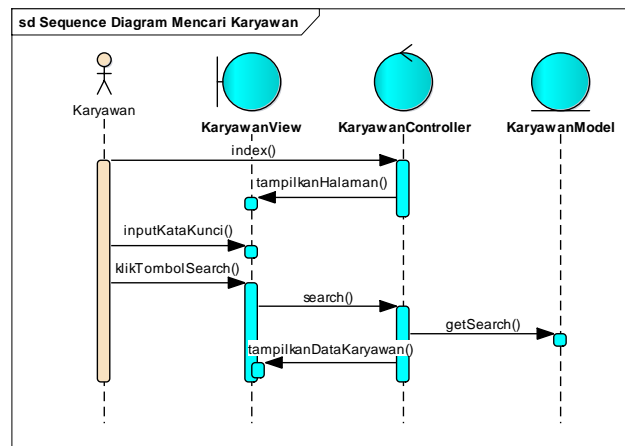 sd Sequence Diagram Mencari Karyawan
Karyawan
KaryawanView
KaryawanController
KaryawanModel
index()
tampilkanHalaman()
inputKataKunci()
klikTombolSearch()
search()
getSearch()
tampilkanDataKaryawan()